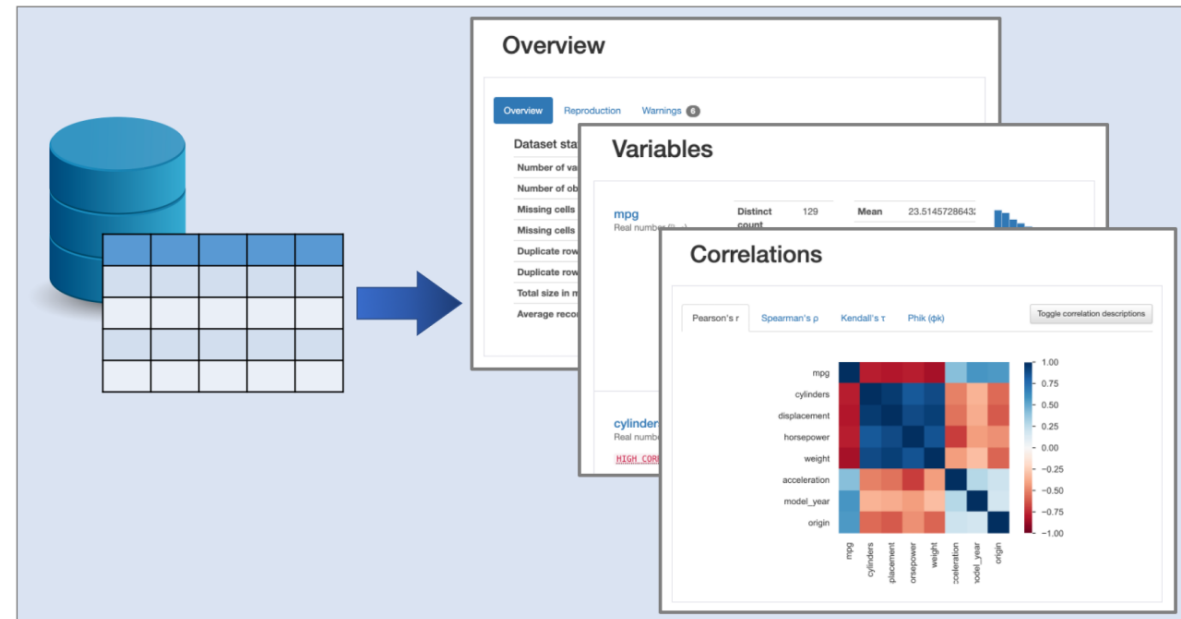 Overview
Overview Reproduction Warnings 6
Dataset sta
Number of va
Number of ob
Missing cells
Missing cells
Duplicate row
Duplicate row
Total size in m
Average reco
Variables
mpg
Real number
Distinct count 129
Mean 23.514572864
cylinder
Real numbe
HIGH COR
Correlations
Pearson's r Spearman's ρ Kendall's τ Phik (φk) Toggle correlation descriptions
mpg
cylinders
displacement
horsepower
weight
acceleration
model_year
origin
mpg
cylinders
placement
orsepower
weight
cceleration
nodel_year
origin
1.00
0.75
0.50
0.25
0.00
−0.25
−0.50
−0.75
−1.00